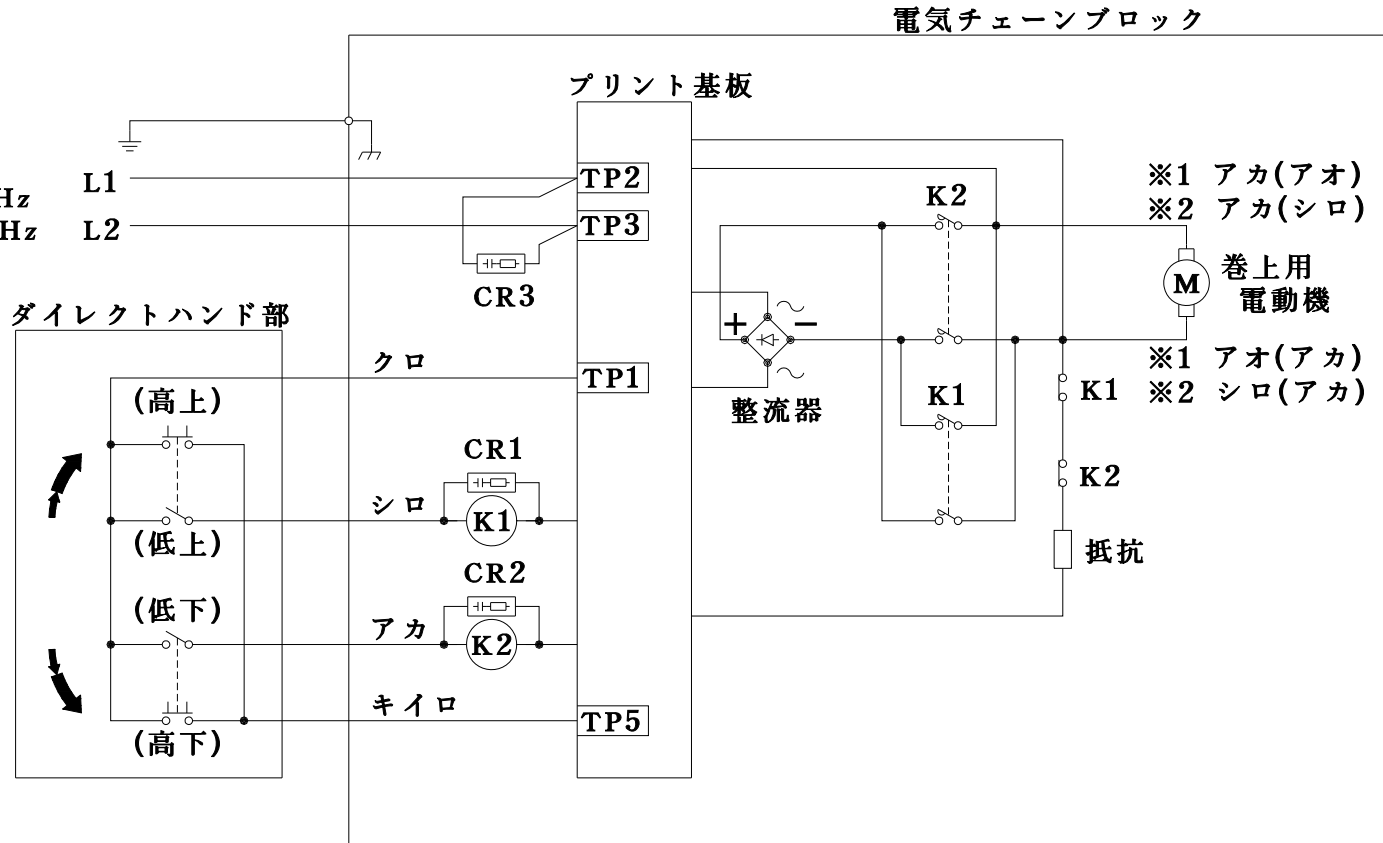 電気チェーンブロック
プリント基板
L1
TP2
Hz
L2
Hz
TP3
CR3
K2
※1 アカ(アオ)
※2 アカ(シロ)
M
巻上用
電動機
+
−
整流器
※1 アオ(アカ)
※2 シロ(アカ)
K1
K1
K2
抵抗
ダイレクトハンド部
クロ
TP1
(高上)
CR1
シロ
K1
(低上)
CR2
(低下)
アカ
K2
キイロ
TP5
(高下)